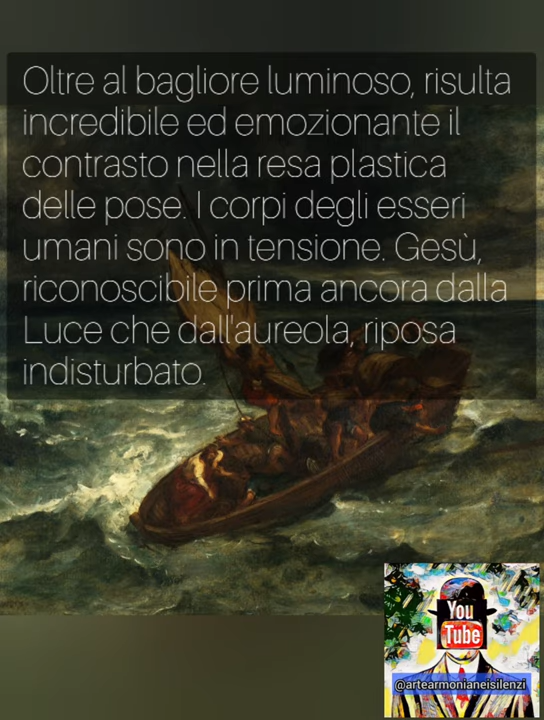 Oltre al bagliore luminoso, risulta
incredibile ed emozionante il
contrasto nella resa plastica
delle pose. I corpi degli esseri
umani sono in tensione. Gesù,
riconoscibile prima ancora dalla
Luce che dall'aureola, riposa
indisturbato.
You
Tube
@artearmonianeisilenzi